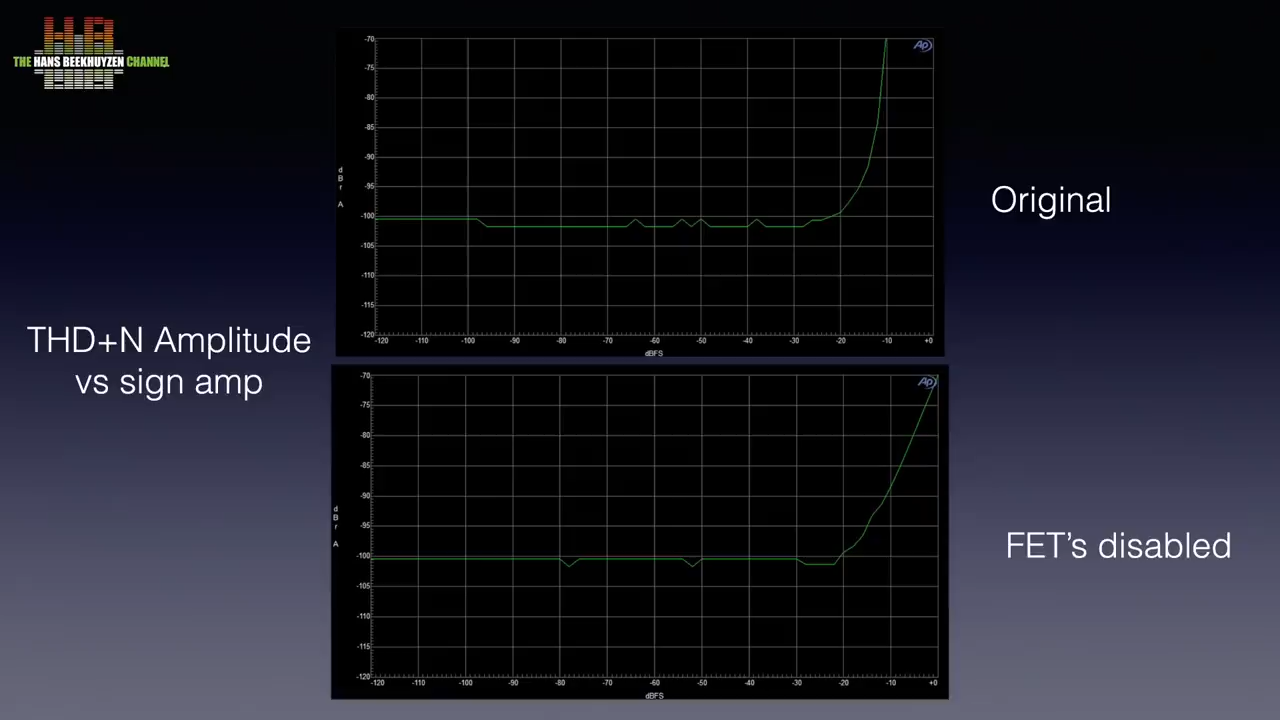 THE HANS BEEKHUYZEN CHANNEL
-70
-75
-80
-85
-90
-95
-100
-105
-110
-115
-120
d
B
r
A
Ap
-120 -110 -100 -90 -80 -70 -60 -50 -40 -30 -20 -10 +0
dBFS
Original
THD+N Amplitude
vs sign amp
-70
-75
-80
-85
-90
-95
-100
-105
-110
-115
-120
d
B
r
A
Ap
-120 -110 -100 -90 -80 -70 -60 -50 -40 -30 -20 -10 +0
dBFS
FET’s disabled